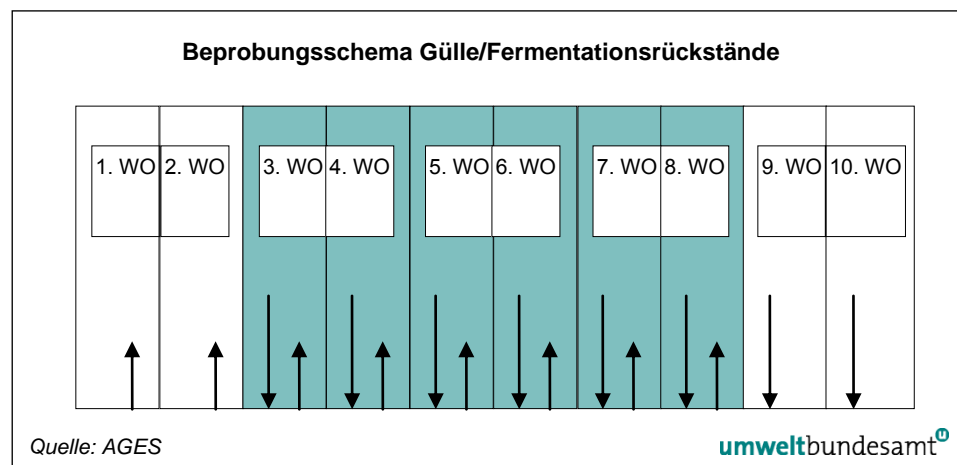 Beprobungsschema Gülle/Fermentationsrückstände
1. WO 2. WO 3. WO 4. WO 5. WO 6. WO 7. WO 8. WO 9. WO 10. WO
Quelle: AGES
umweltbundesamt